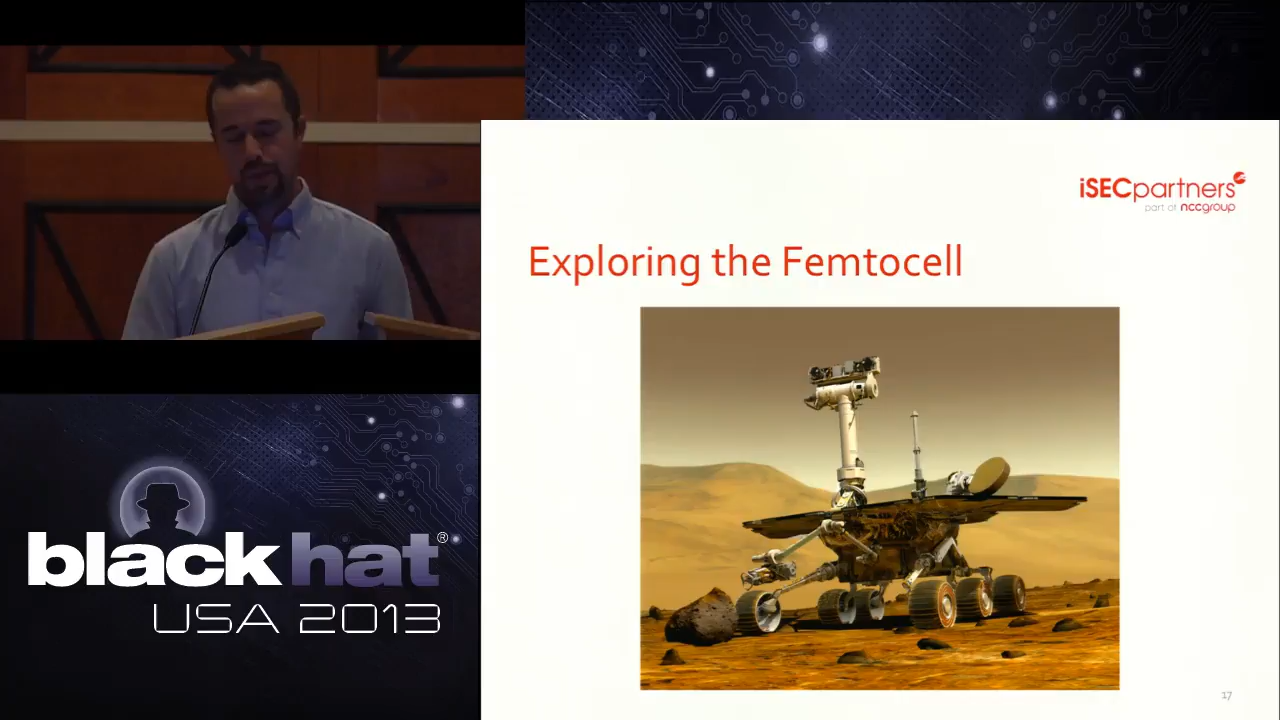 iSECpartners
part of nccgroup
Exploring the Femtocell
black hat®
USA 2013
17